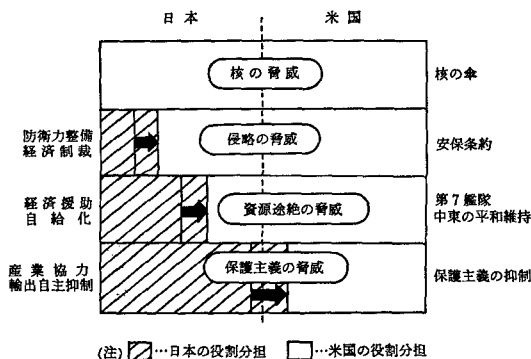 日本
米国
核の脅威
核の傘
防衛力整備
経済制裁
侵略の脅威
安保条約
経済援助
自給化
資源途絶の脅威
第7艦隊
中東の平和維持
産業協力
輸出自主抑制
保護主義の脅威
保護主義の抑制
(注) …日本の役割分担 …米国の役割分担